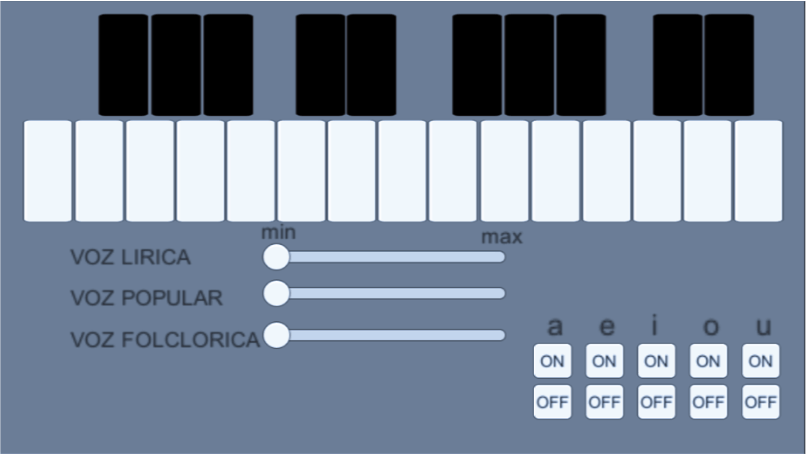 min
max
VOZ LIRICA
VOZ POPULAR
VOZ FOLCLORICA
a e i o u
ON ON ON ON ON
OFF OFF OFF OFF OFF